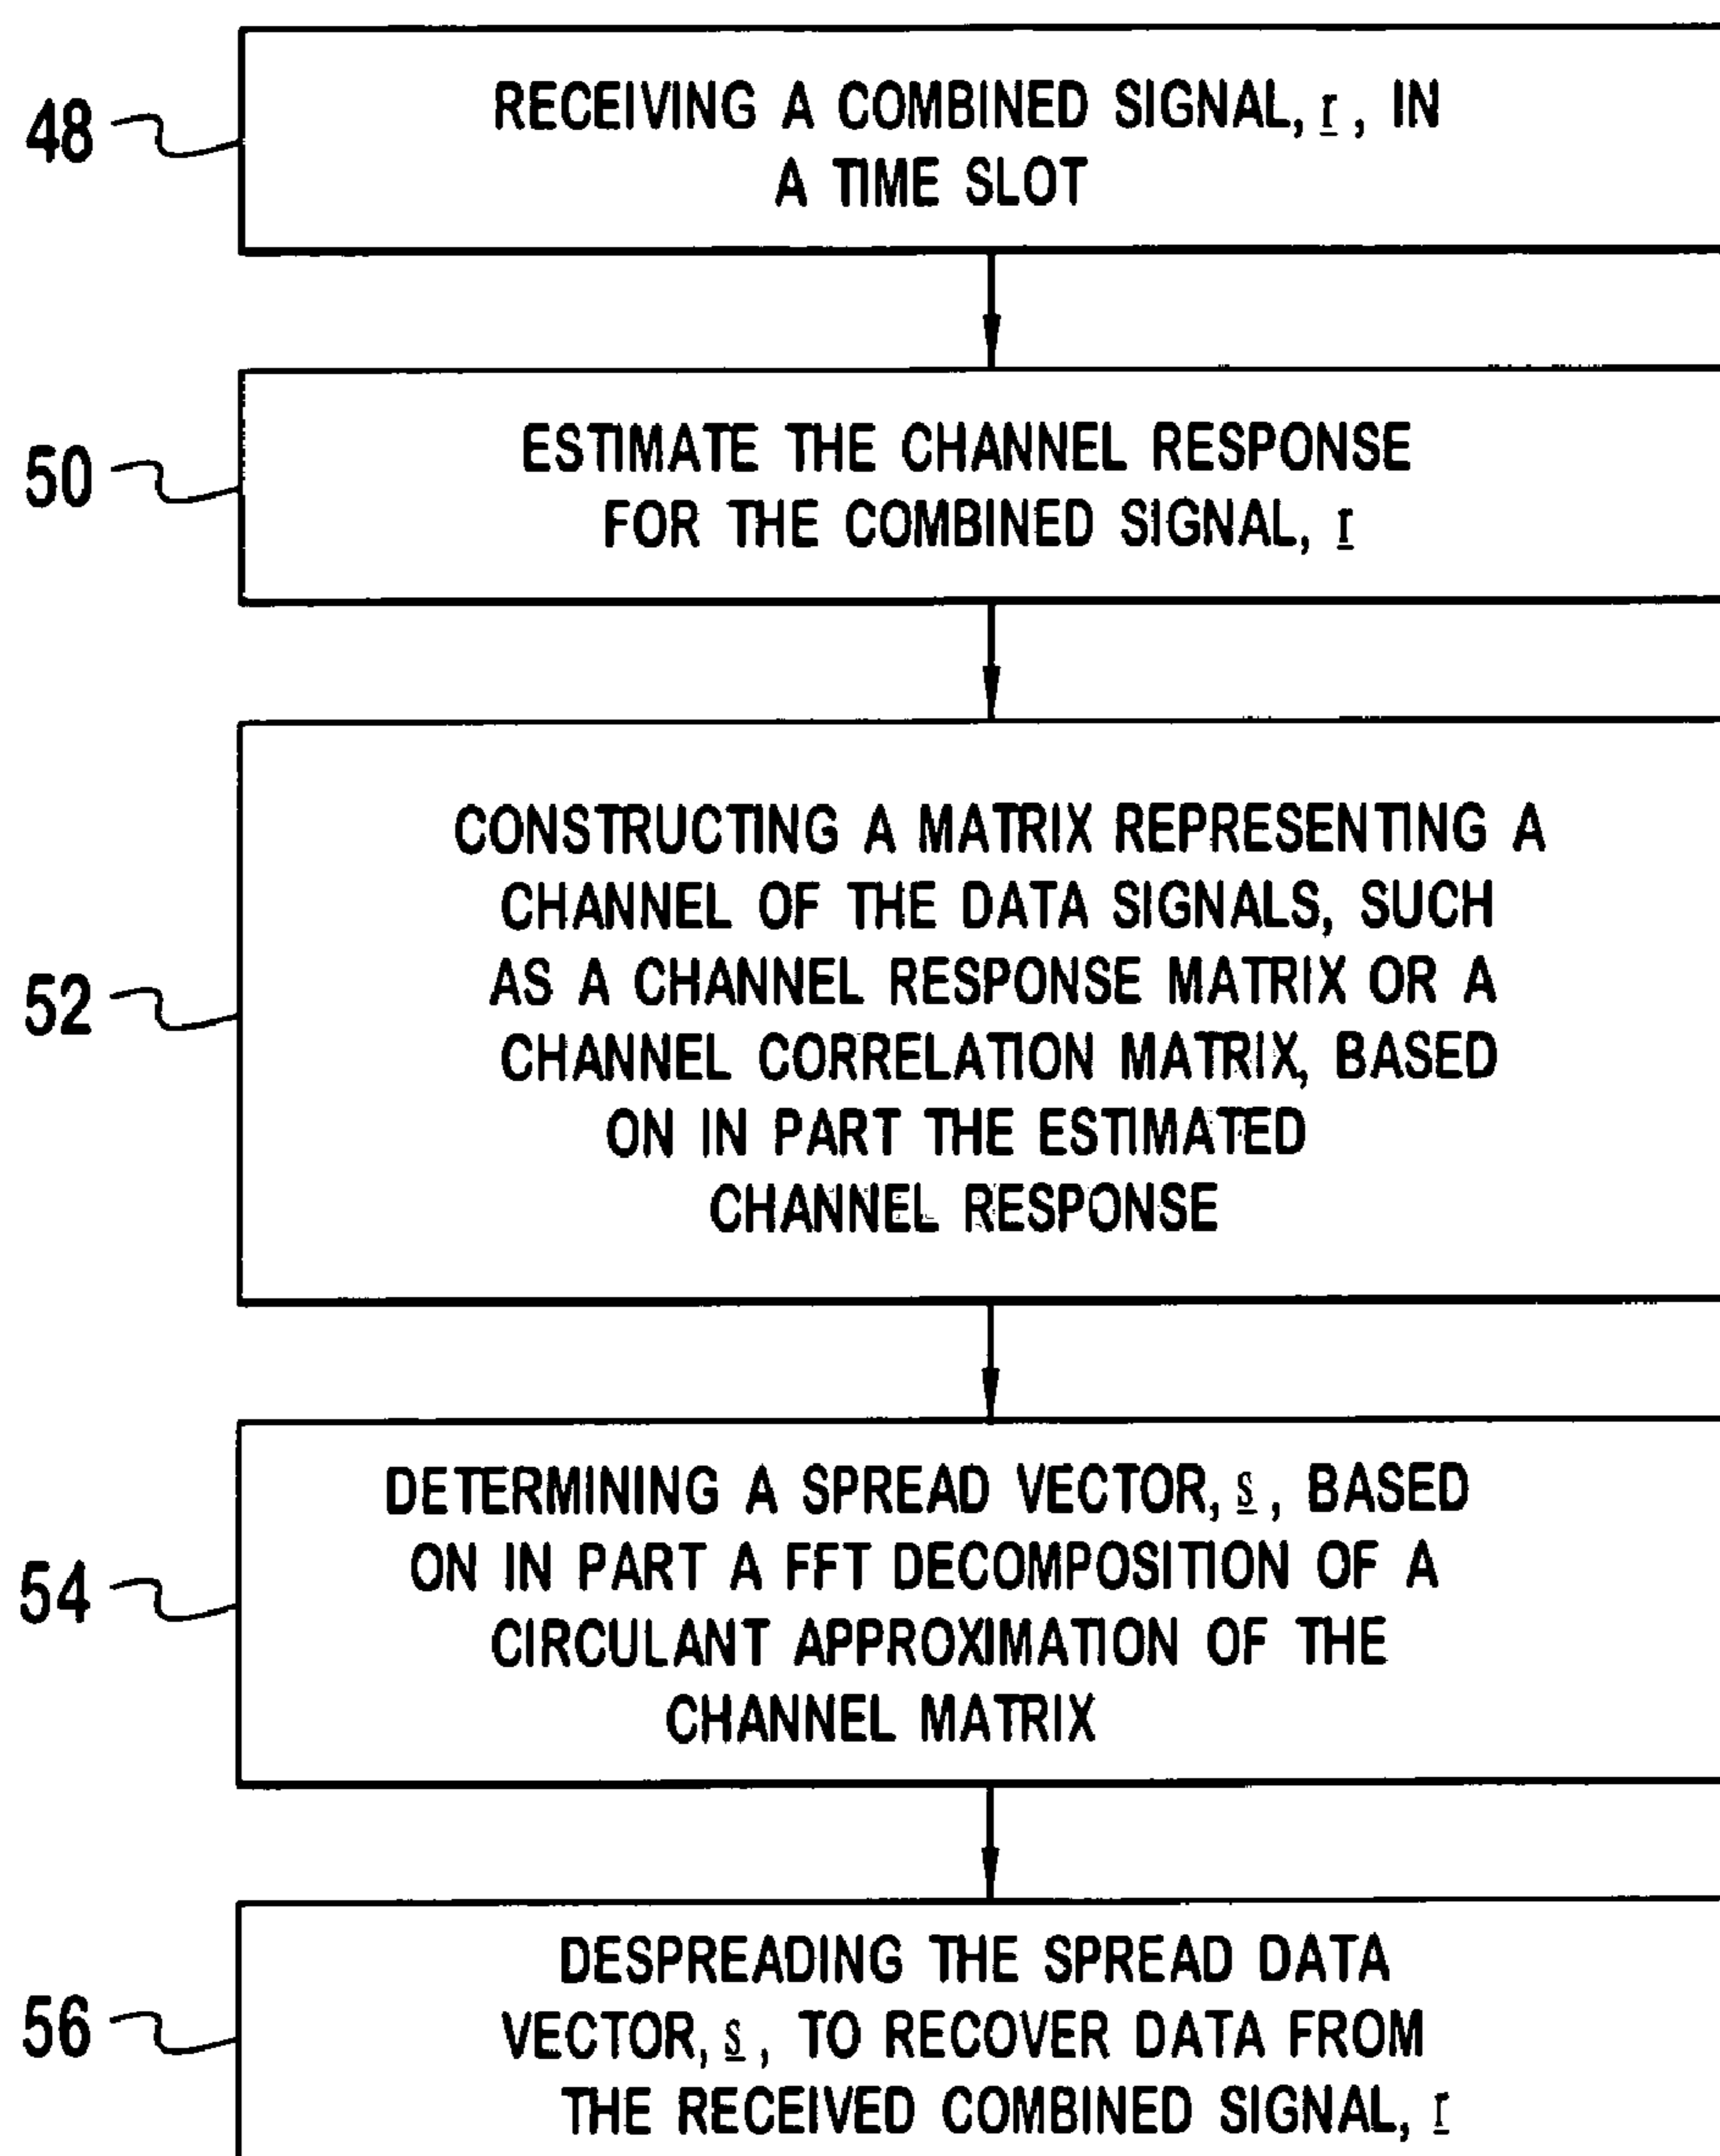 RECEIVING A COMBINED SIGNAL, r, IN
A TIME SLOT
48
ESTIMATE THE CHANNEL RESPONSE
FOR THE COMBINED SIGNAL, r
50
CONSTRUCTING A MATRIX REPRESENTING A
CHANNEL OF THE DATA SIGNALS, SUCH
AS A CHANNEL RESPONSE MATRIX OR A
CHANNEL CORRELATION MATRIX, BASED
ON IN PART THE ESTIMATED
CHANNEL RESPONSE
52
DETERMINING A SPREAD VECTOR, s, BASED
ON IN PART A FFT DECOMPOSITION OF A
CIRCULANT APPROXIMATION OF THE
CHANNEL MATRIX
54
DESPREADING THE SPREAD DATA
VECTOR, s, TO RECOVER DATA FROM
THE RECEIVED COMBINED SIGNAL, r
56